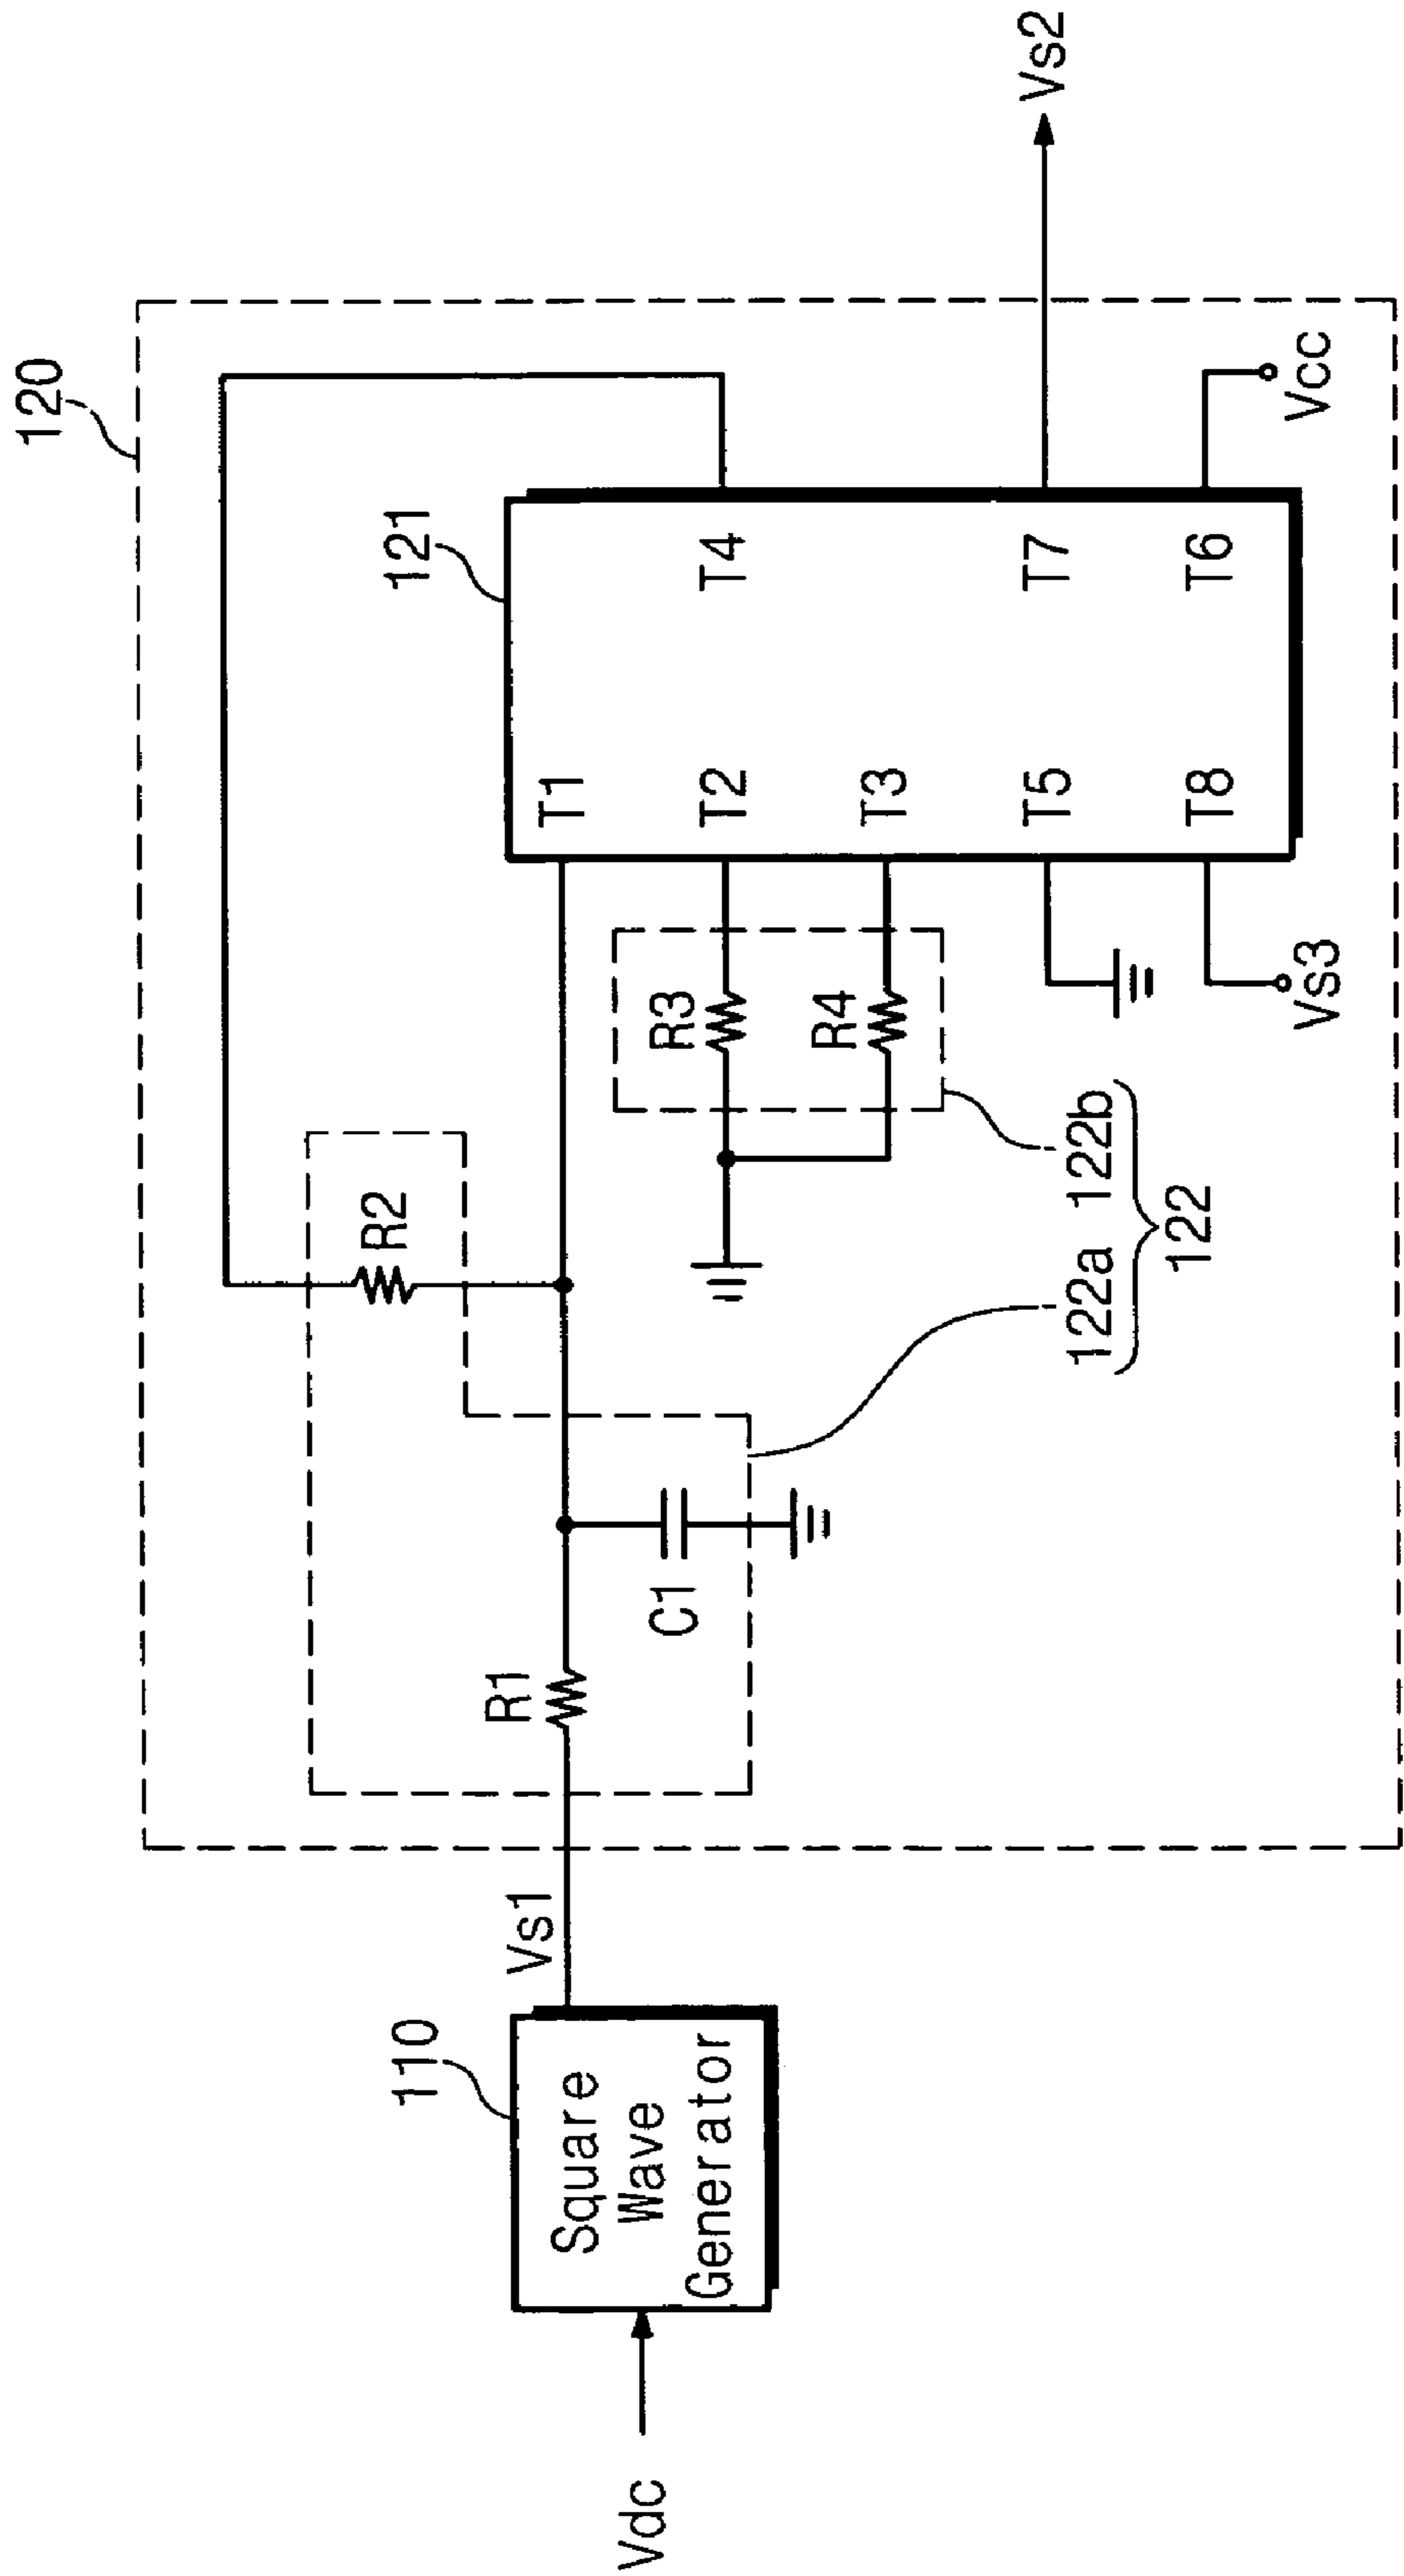 120
121
R2
T1
T4
110
Vs1
R1
C1
R3
T2
Square
Wave
Generator
Vdc
R4
T3
T5
T7
Vs2
122a
122b
122
T8
T6
Vs3
Vcc